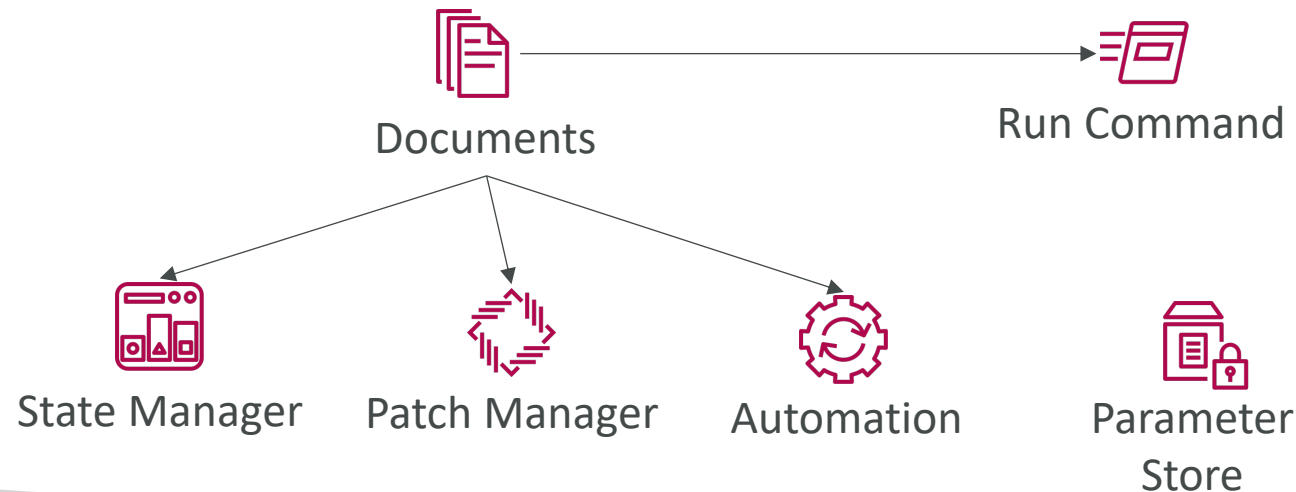 Documents
Run Command
State Manager
Patch Manager
Automation
Parameter
Store